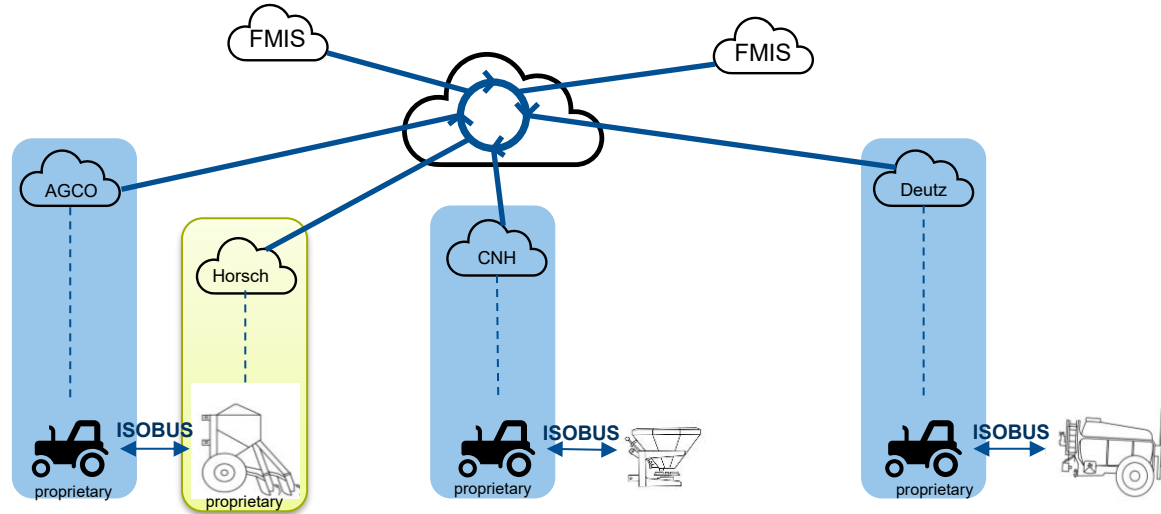 FMIS
FMIS
AGCO
Deutz
Horsch
CNH
ISOBUS
ISOBUS
ISOBUS
proprietary
proprietary
proprietary
proprietary